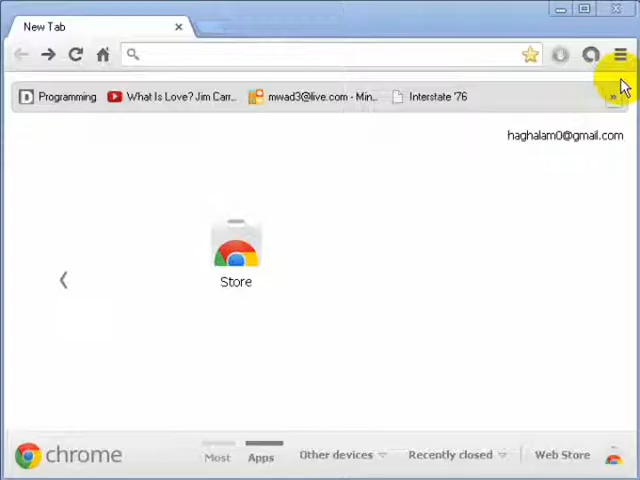 New Tab
Programming
What Is Love? Jim Carr...
mwad3@live.com - Min...
Interstate '76
»
haghalam0@gmail.com
Store
chrome
Most
Apps
Other devices
Recently closed
Web Store